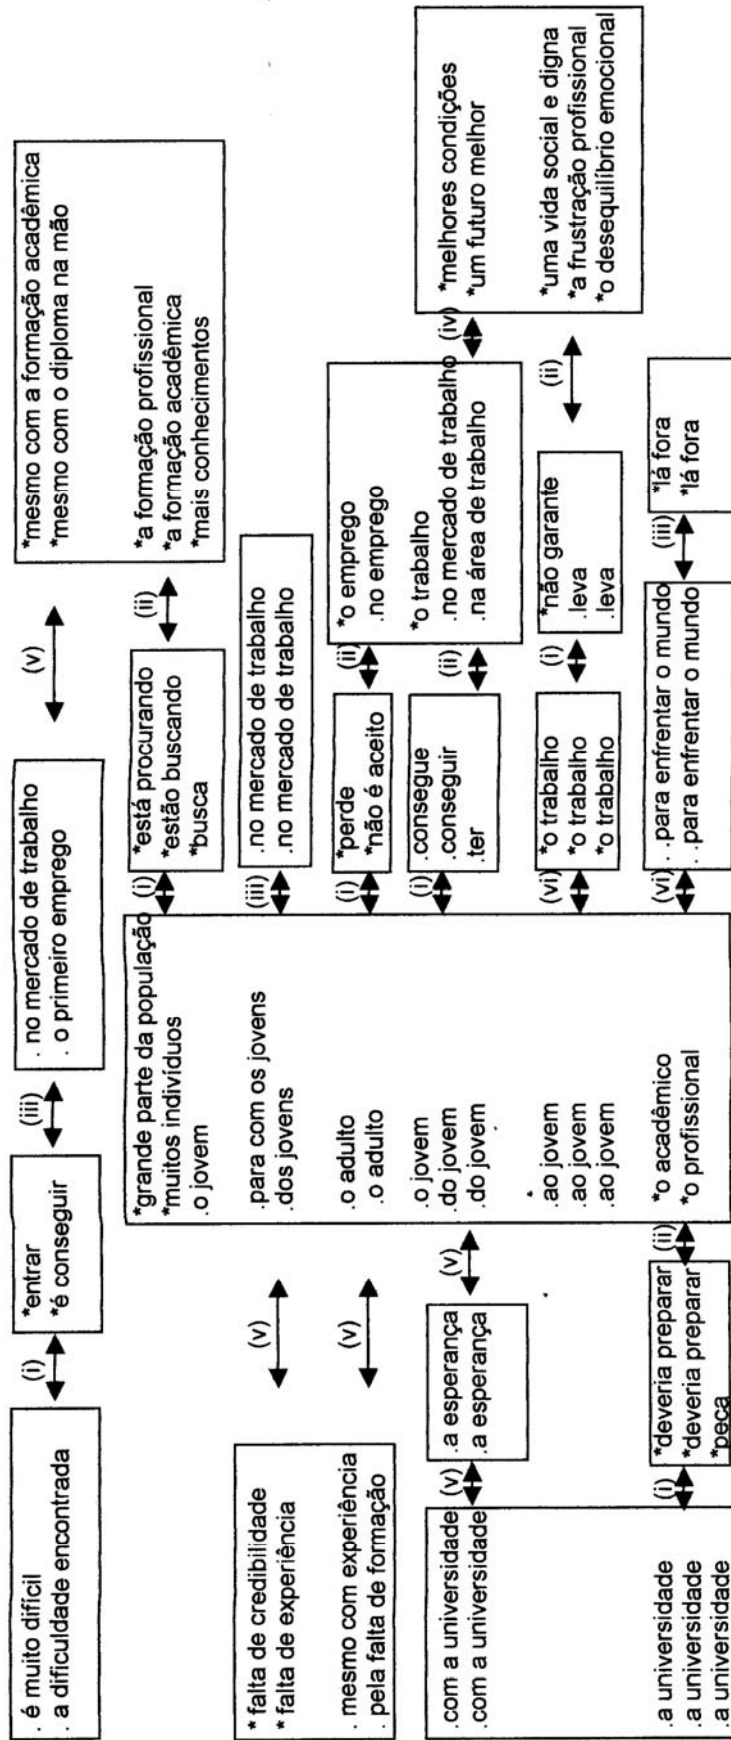 . é muito difícil
. a dificuldade encontrada
(i)
*entrar
*é conseguir
(iii)
. no mercado de trabalho
. o primeiro emprego
(v)
*mesmo com a formação acadêmica
*mesmo com o diploma na mão
*a formação profissional
*a formação acadêmica
*mais conhecimentos
*grande parte da população
*muitos indivíduos
.o jovem
(i)
*está procurando
*estão buscando
*busca
(ii)
* falta de credibilidade
* falta de experiência
(v)
.para com os jovens
.dos jovens
(iii)
.no mercado de trabalho
.no mercado de trabalho
. mesmo com experiência
. pela falta de formação
(v)
.o adulto
.o adulto
(i)
*perde
*não é aceito
(ii)
*o emprego
.no emprego
.com a universidade
.com a universidade
(v)
.a esperança
.a esperança
(v)
.o jovem
.do jovem
.do jovem
(i)
.consegue
.conseguir
.ter
(ii)
*o trabalho
.no mercado de trabalho
.na área de trabalho
(iv)
*melhores condições
*um futuro melhor
.ao jovem
.ao jovem
.ao jovem
(vi)
*o trabalho
*o trabalho
*o trabalho
(i)
*não garante
.leva
.leva
(ii)
*uma vida social e digna
*a frustração profissional
*o desequilíbrio emocional
.a universidade
.a universidade
.a universidade
(i)
*deveria preparar
*deveria preparar
*peca
(ii)
*o acadêmico
*o profissional
(vi)
. .para enfrentar o mundo
. .para enfrentar o mundo
(iii)
*lá fora
*lá fora